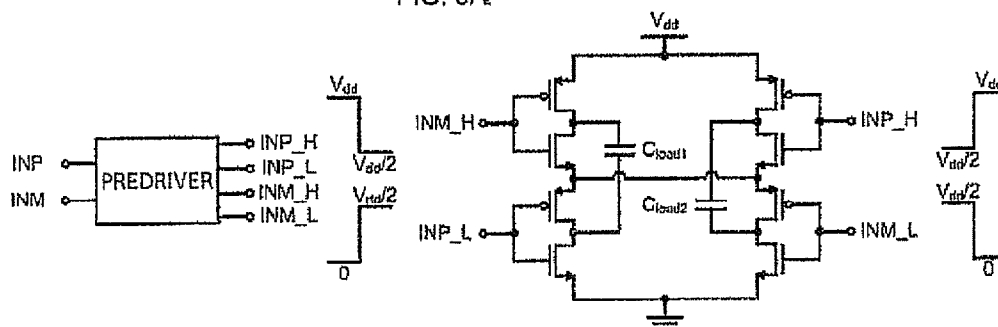 Vdd
Vdd
INP
INM
PREDRIVER
INP_H
INP_L
INM_H
INM_L
Vdd/2
Vdd/2
0
INM_H
INP_L
Cload1
Cload2
INP_H
INM_L
Vdd/2
Vdd/2
0